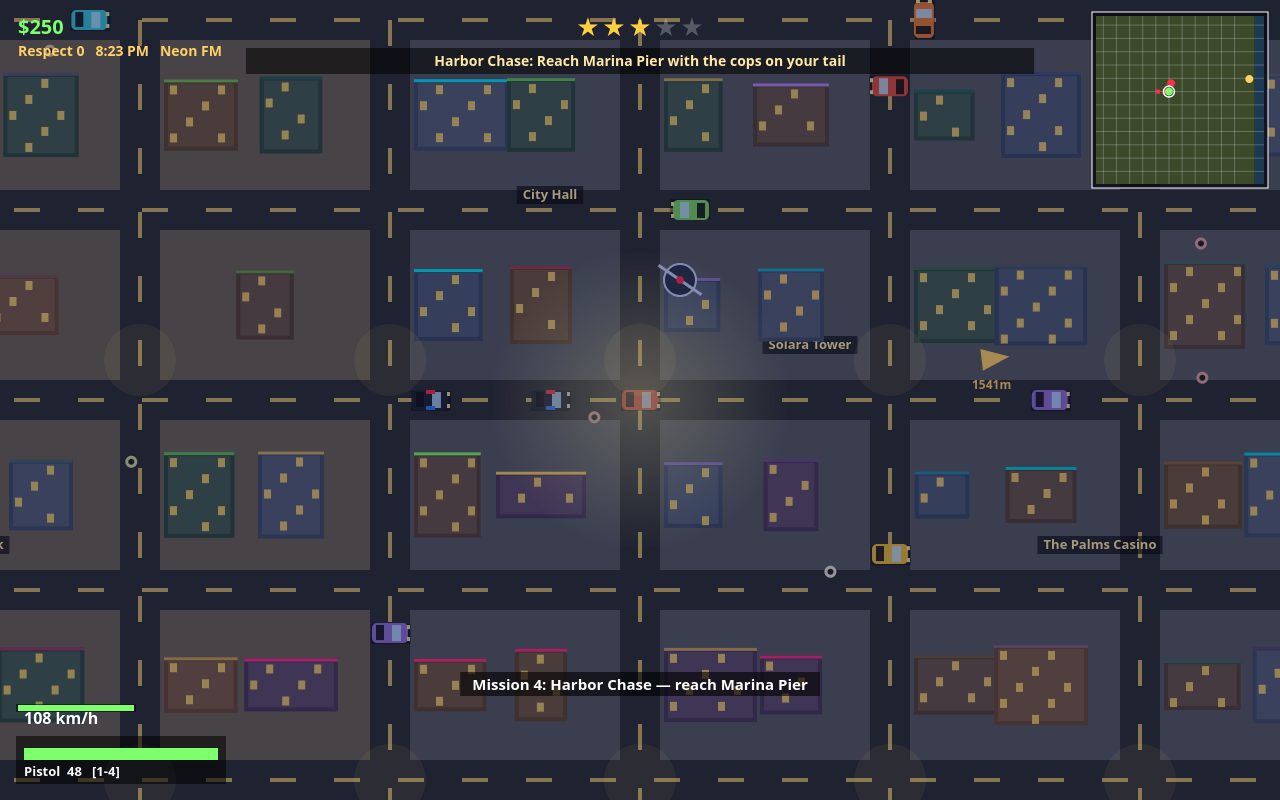 $250
Respect 0 8:23 PM Neon FM
Harbor Chase: Reach Marina Pier with the cops on your tail
City Hall
Solara Tower
1541m
The Palms Casino
Mission 4: Harbor Chase — reach Marina Pier
108 km/h
Pistol 48 [1-4]